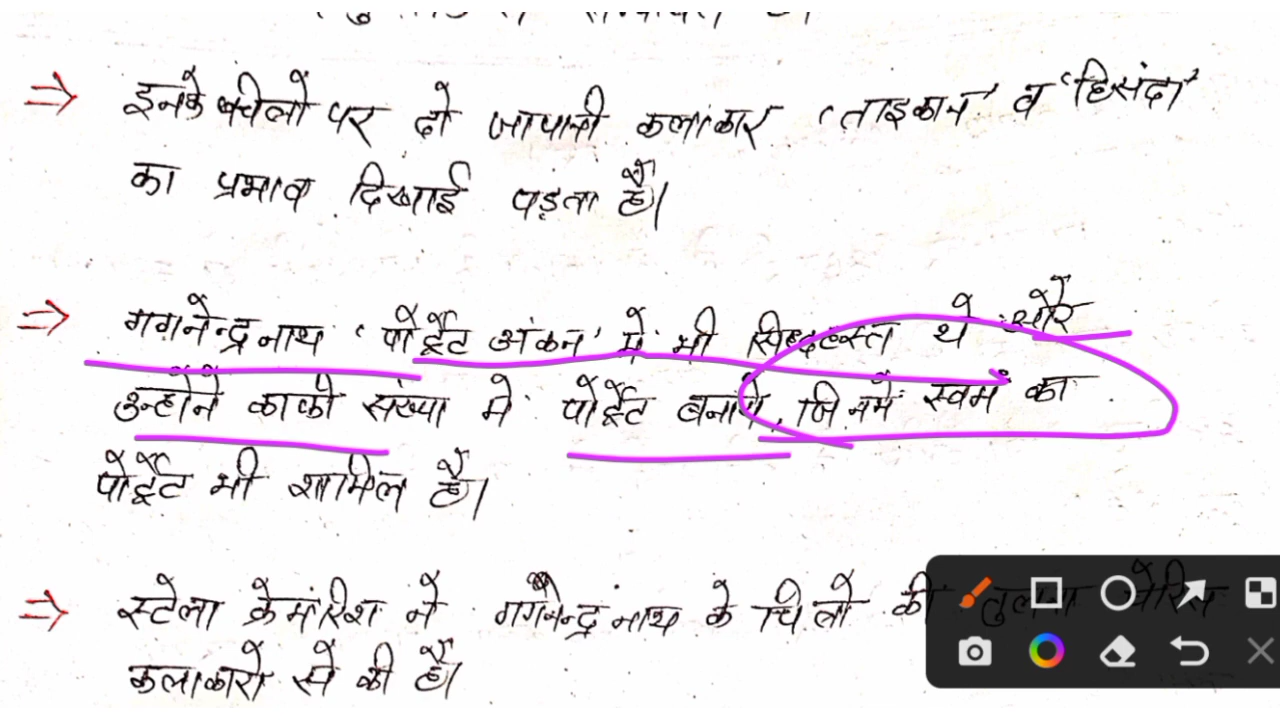 इनके श्वेलों पर दो जापानी कलाकार 'ताइकान' व 'हिसिदा'
का प्रभाव दिखाई पड़ता है।
गगनेन्द्रनाथ 'पोर्ट्रेट अंकन' में भी सिद्धहस्त थे और
उन्होंने काफी संख्या में पोर्ट्रेट बनाये, जिनमें स्वयं का
पोर्ट्रेट भी शामिल है।
स्टेला क्रेमरिश ने गगनेन्द्रनाथ के चित्रों की
कलाकारों से की है।